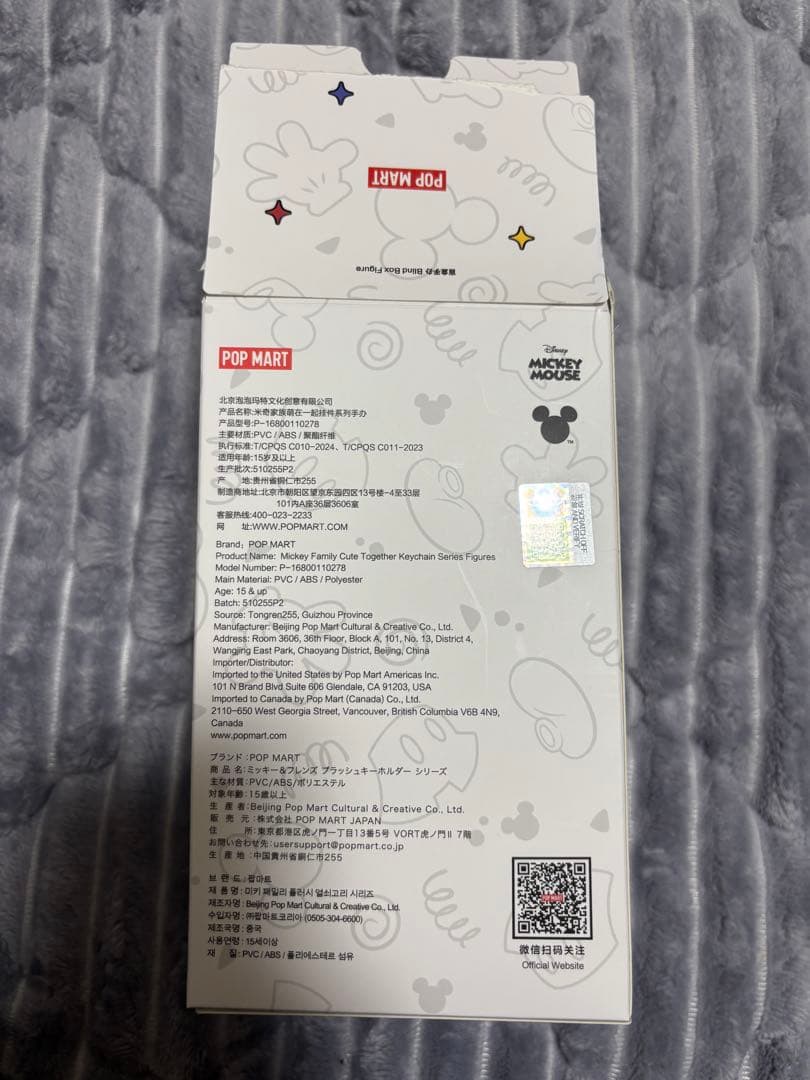 POP MART
盲盒手办 Blind Box Figure
POP MART
Disney
MICKEY
MOUSE
TM
北京泡泡玛特文化创意有限公司
产品名称:米奇家族萌在一起挂件系列手办
产品型号:P-16800110278
主要材质:PVC / ABS / 聚酯纤维
执行标准:T/CPQS C010-2024、T/CPQS C011-2023
适用年龄:15岁及以上
生产批次:510255P2
产 地:贵州省铜仁市255
制造商地址:北京市朝阳区望京东园四区13号楼-4至33层
101内A座36层3606室
客服热线:400-023-2233
网 址:WWW.POPMART.COM
SCRATCH OFF
AND VERIFY
Brand: POP MART
Product Name: Mickey Family Cute Together Keychain Series Figures
Model Number: P-16800110278
Main Material: PVC / ABS / Polyester
Age: 15 & up
Batch: 510255P2
Source: Tongren255, Guizhou Province
Manufacturer: Beijing Pop Mart Cultural & Creative Co., Ltd.
Address: Room 3606, 36th Floor, Block A, 101, No. 13, District 4,
Wangjing East Park, Chaoyang District, Beijing, China
Importer/Distributor:
Imported to the United States by Pop Mart Americas Inc.
101 N Brand Blvd Suite 606 Glendale, CA 91203, USA
Imported to Canada by Pop Mart (Canada) Co., Ltd.
2110-650 West Georgia Street, Vancouver, British Columbia V6B 4N9,
Canada
www.popmart.com
ブランド:POP MART
商 品 名:ミッキー&フレンズ プラッシュキーホルダー シリーズ
主な材質:PVC/ABS/ポリエステル
対象年齢:15歳以上
生 産 者:Beijing Pop Mart Cultural & Creative Co., Ltd.
販 売 元:株式会社 POP MART JAPAN
住 所:東京都港区虎ノ門一丁目13番5号 VORT虎ノ門Ⅱ 7階
お問い合わせ先:usersupport@popmart.co.jp
生 産 地:中国貴州省銅仁市255
브 랜 드:팝마트
제 품 명:미키 패밀리 플러시 열쇠고리 시리즈
제조자명:Beijing Pop Mart Cultural & Creative Co., Ltd.
수입자명:㈜팝마트코리아 (0505-304-6600)
제조국명:중국
사용연령:15세이상
재 질:PVC / ABS / 폴리에스테르 섬유
POP MART
微信扫码关注
Official Website